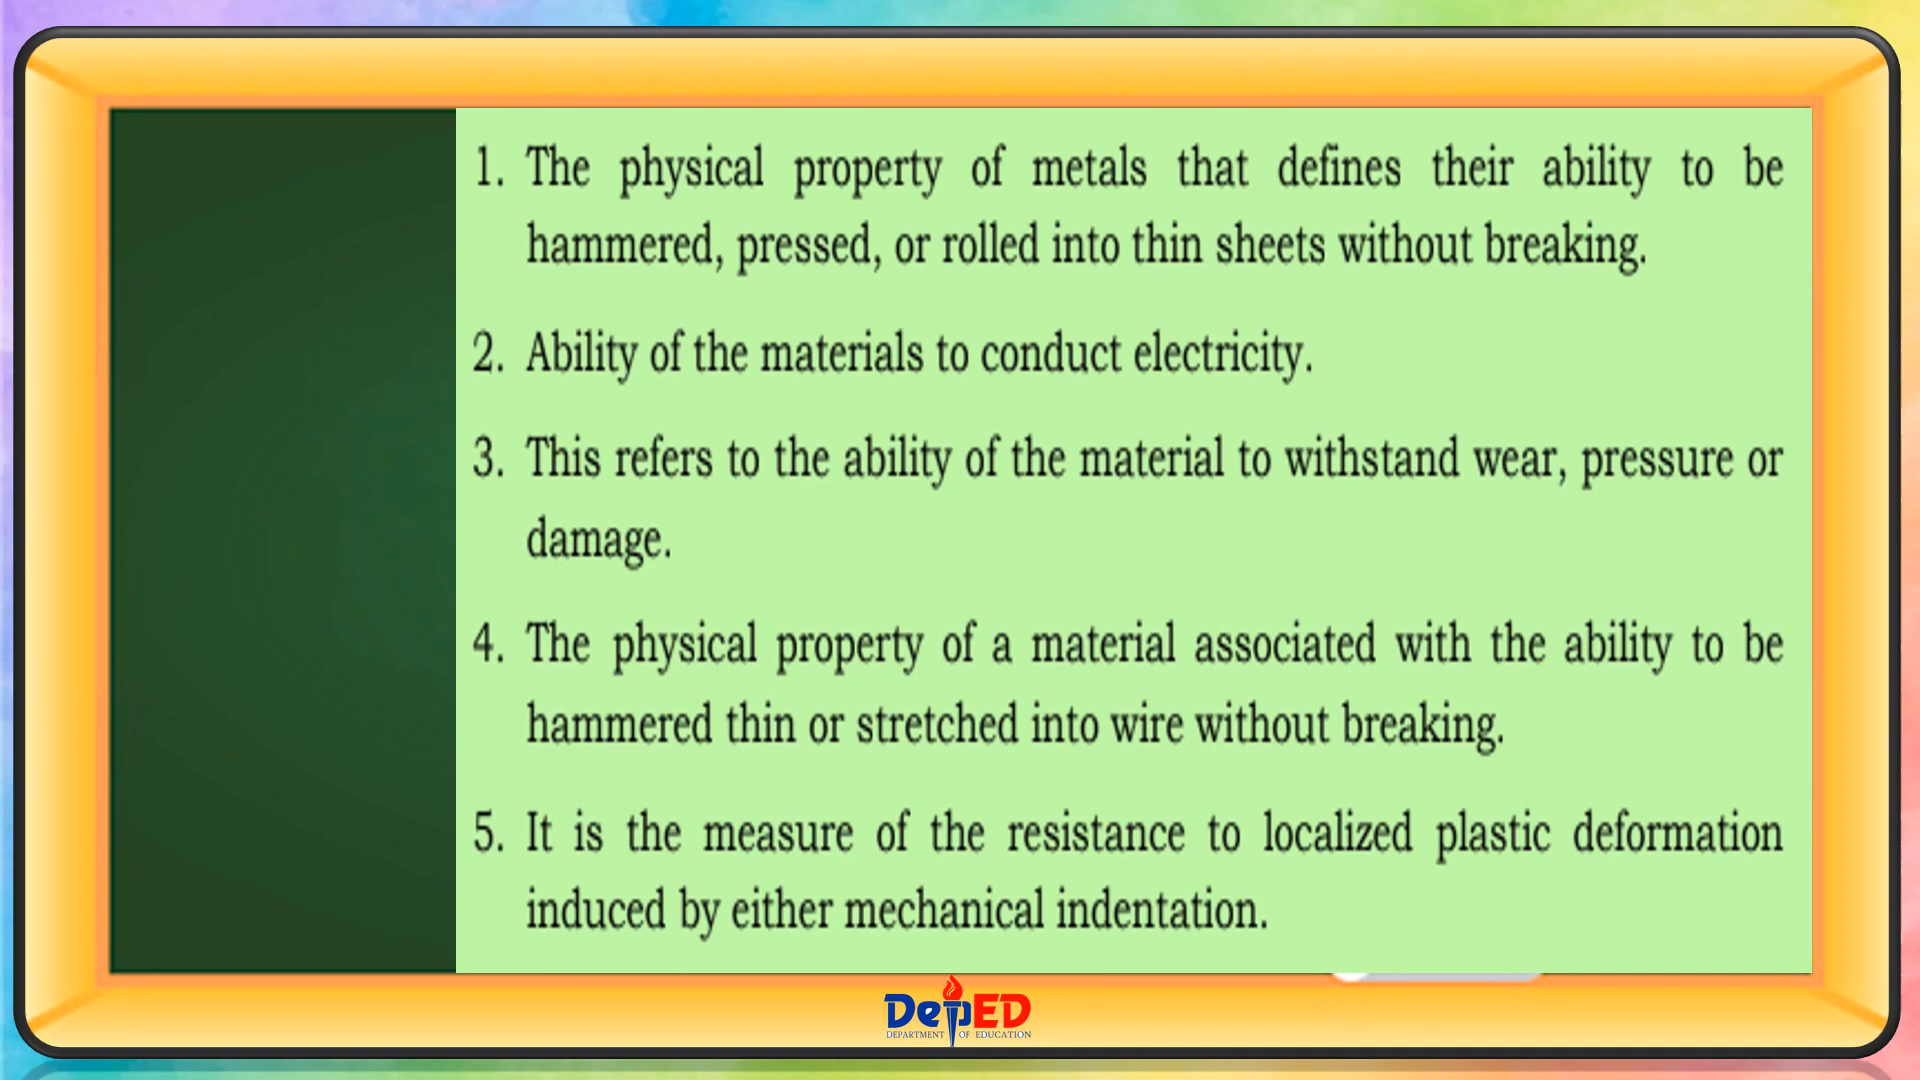 1. The physical property of metals that defines their ability to be
hammered, pressed, or rolled into thin sheets without breaking.
2. Ability of the materials to conduct electricity.
3. This refers to the ability of the material to withstand wear, pressure or
damage.
4. The physical property of a material associated with the ability to be
hammered thin or stretched into wire without breaking.
5. It is the measure of the resistance to localized plastic deformation
induced by either mechanical indentation.
DepED
DEPARTMENT OF EDUCATION